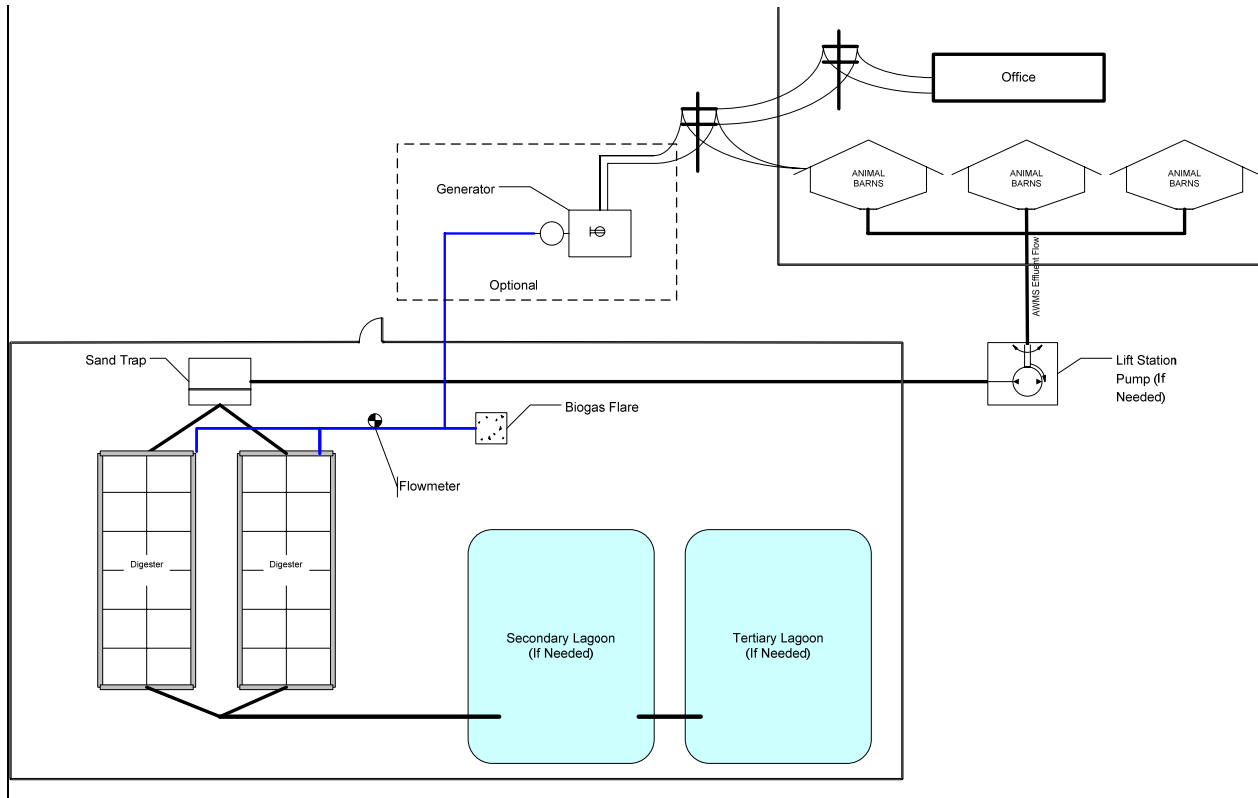 Office
ANIMAL
BARNS
ANIMAL
BARNS
ANIMAL
BARNS
Generator
Optional
AWMS Effluent Flow
Sand Trap
Lift Station
Pump (If
Needed)
Biogas Flare
Flowmeter
Digester
Digester
Secondary Lagoon
(If Needed)
Tertiary Lagoon
(If Needed)